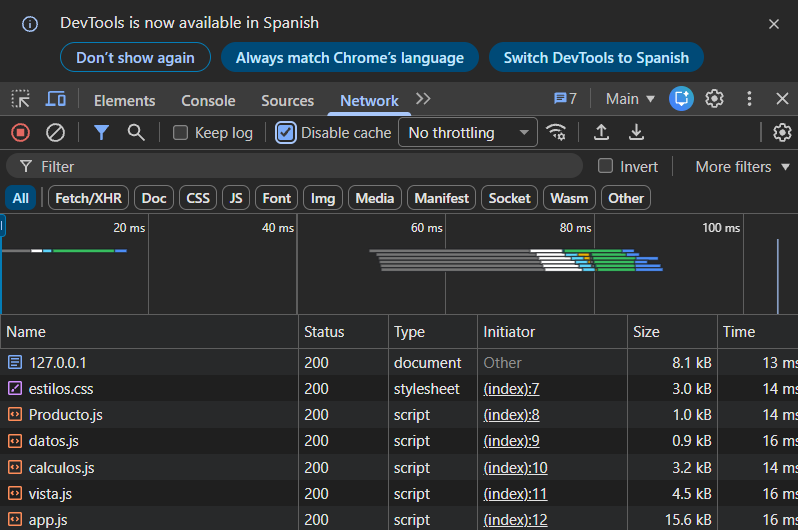 DevTools is now available in Spanish
Don't show again Always match Chrome's language Switch DevTools to Spanish
Elements Console Sources Network 7 Main
Keep log Disable cache No throttling
Filter Invert More filters
All Fetch/XHR Doc CSS JS Font Img Media Manifest Socket Wasm Other
20 ms 40 ms 60 ms 80 ms 100 ms
Name Status Type Initiator Size Time
127.0.0.1 200 document Other 8.1 kB 13 ms
estilos.css 200 stylesheet (index):7 3.0 kB 14 ms
Producto.js 200 script (index):8 1.0 kB 14 ms
datos.js 200 script (index):9 0.9 kB 16 ms
calculos.js 200 script (index):10 3.2 kB 14 ms
vista.js 200 script (index):11 4.5 kB 16 ms
app.js 200 script (index):12 15.6 kB 16 ms